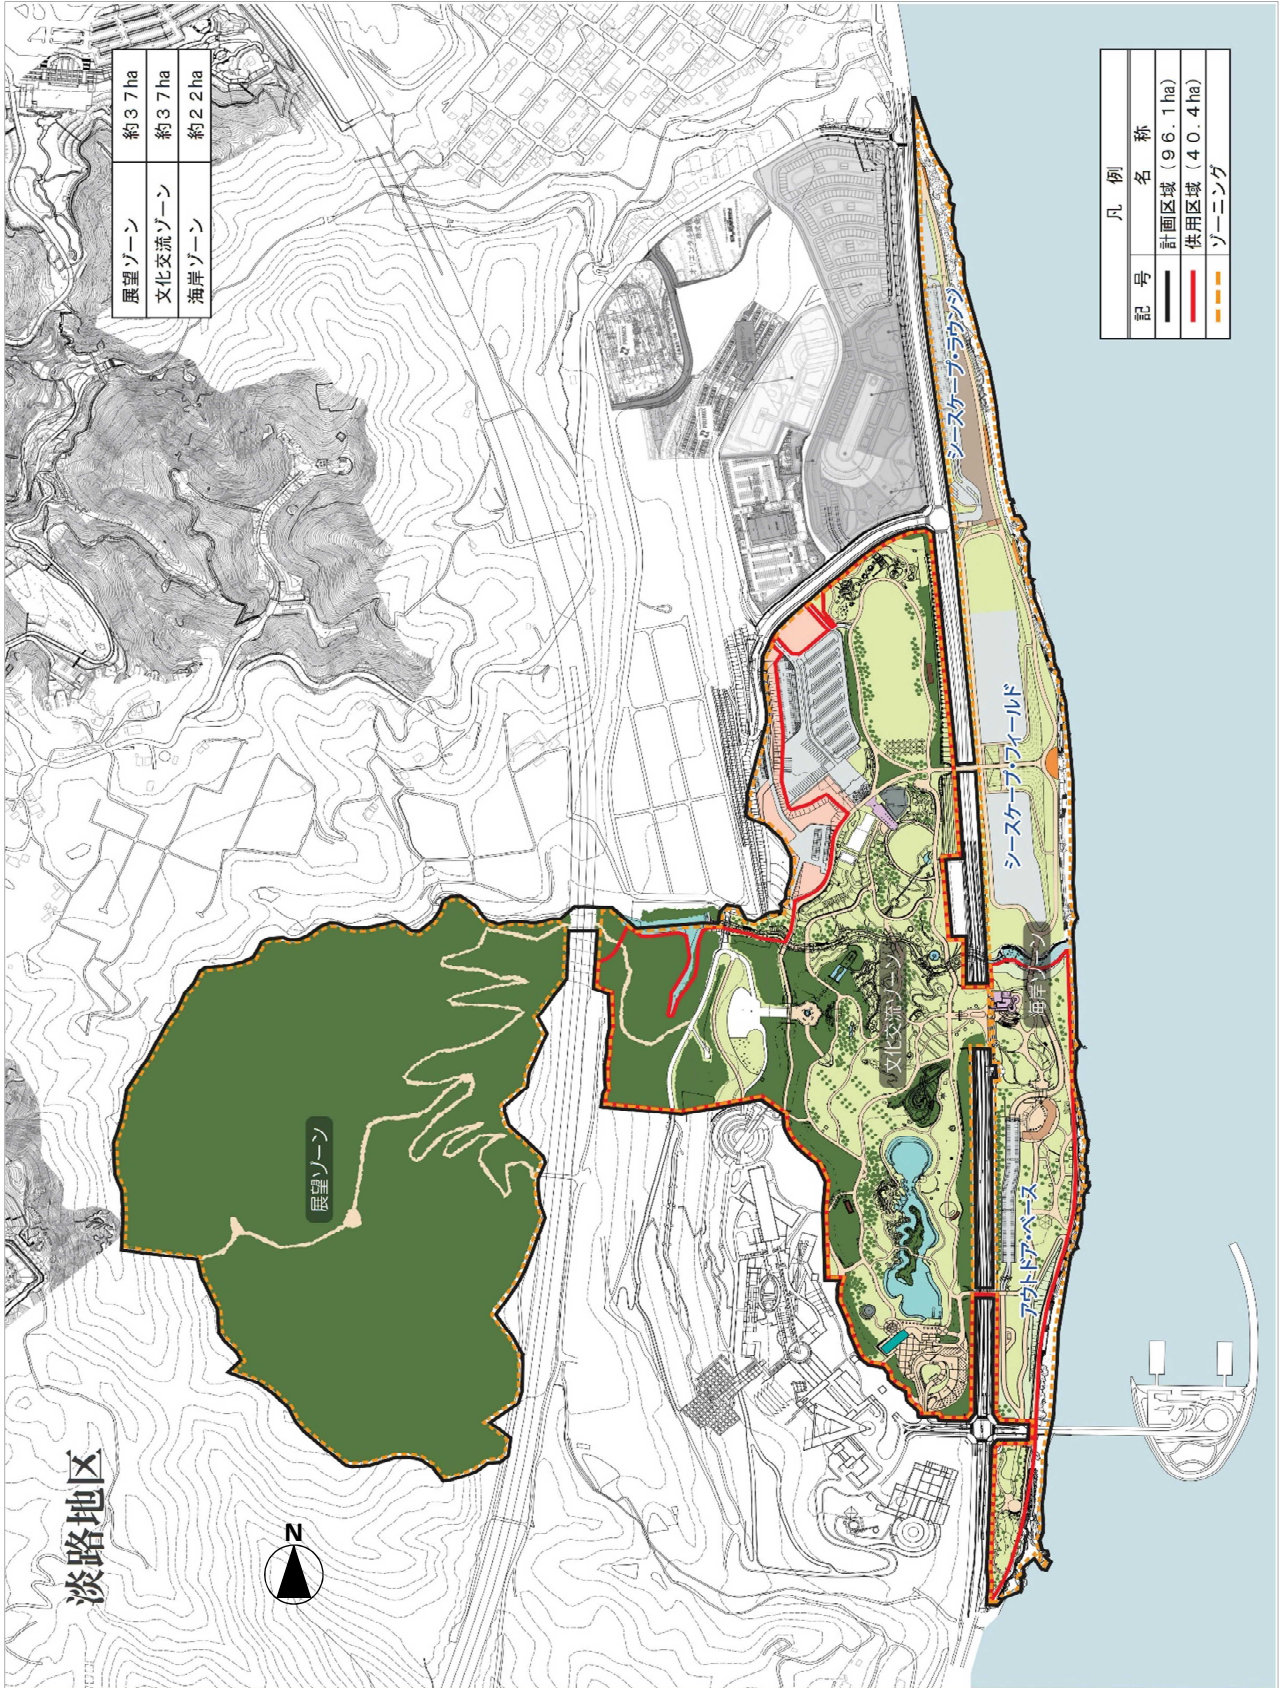 淡路地区
N
展望ゾーン 約37ha
文化交流ゾーン 約37ha
海岸ゾーン 約22ha
展望ゾーン
文化交流ゾーン
海岸ゾーン
アウトドア・ベース
シースケープ・フィールド
シースケープ・ラウンジ
凡 例
記 号 名 称
計画区域(96.1ha)
供用区域(40.4ha)
ゾーニング